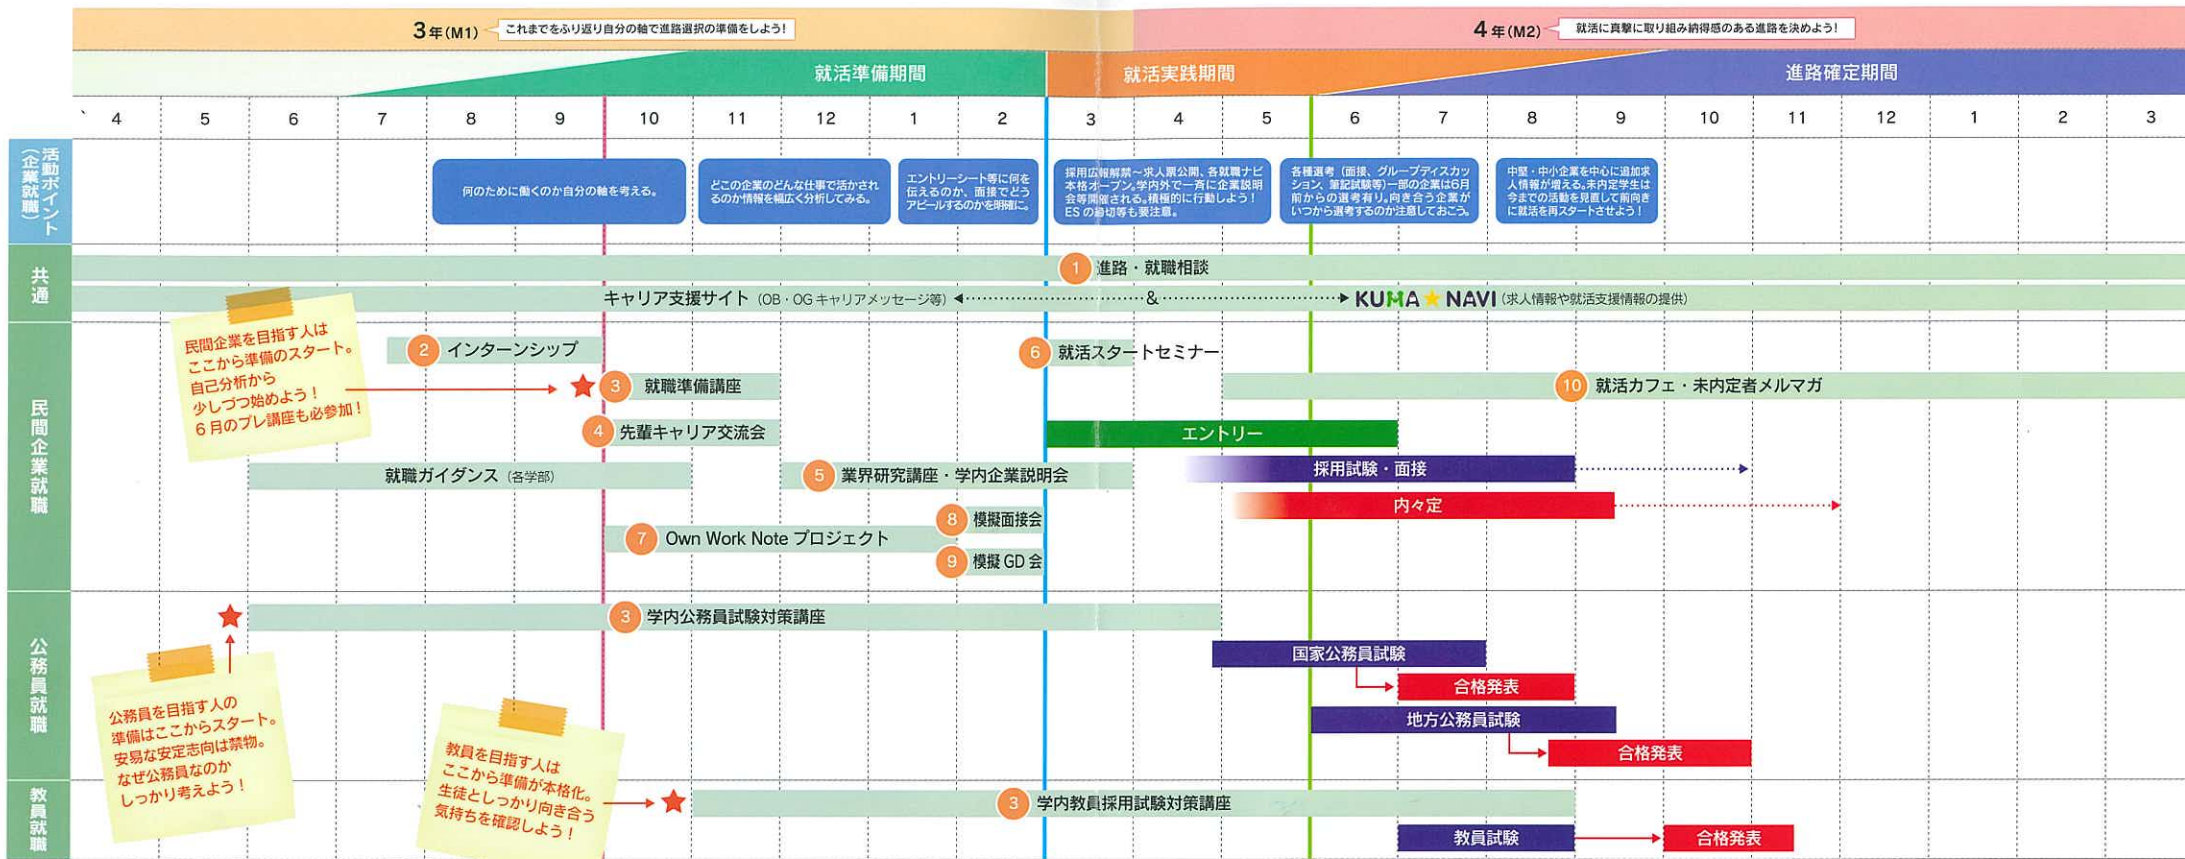 3年(M1) これまでをふり返り自分の軸で進路選択の準備をしよう!
4年(M2) 就活に真摯に取り組み納得感のある進路を決めよう!
就活準備期間
就活実践期間
進路確定期間
4 5 6 7 8 9 10 11 12 1 2 3 4 5 6 7 8 9 10 11 12 1 2 3
活動ポイント
(企業就職)
何のために働くのか自分の軸を考える。
どこの企業のどんな仕事で活かされ
るのか情報を幅広く分析してみる。
エントリーシート等に何を
伝えるのか、面接でどう
アピールするのかを明確に。
採用広報解禁~求人票公開、各就職ナビ
本格オープン。学内外で一斉に企業説明
会等開催される。積極的に行動しよう!
ESの締切等も要注意。
各種選考(面接、グループディスカッ
ション、筆記試験等)一部の企業は6月
前からの選考有り。向き合う企業が
いつから選考するのか注意しておこう。
中堅・中小企業を中心に追加求
人情報が増える。未内定学生は
今までの活動を見直して前向き
に就活を再スタートさせよう!
共通
1 進路・就職相談
キャリア支援サイト(OB・OGキャリアメッセージ等) & KUMA★NAVI(求人情報や就活支援情報の提供)
民間企業就職
民間企業を目指す人は
ここから準備のスタート。
自己分析から
少しづつ始めよう!
6月のプレ講座も必参加!
2 インターンシップ
6 就活スタートセミナー
★ 3 就職準備講座
10 就活カフェ・未内定者メルマガ
4 先輩キャリア交流会
エントリー
就職ガイダンス(各学部)
5 業界研究講座・学内企業説明会
採用試験・面接
内々定
8 模擬面接会
7 Own Work Note プロジェクト
9 模擬GD会
公務員就職
★ 3 学内公務員試験対策講座
国家公務員試験
合格発表
地方公務員試験
合格発表
公務員を目指す人の
準備はここからスタート。
安易な安定志向は禁物。
なぜ公務員なのか
しっかり考えよう!
教員就職
教員を目指す人は
ここから準備が本格化。
生徒としっかり向き合う
気持ちを確認しよう!
★ 3 学内教員採用試験対策講座
教員試験
合格発表